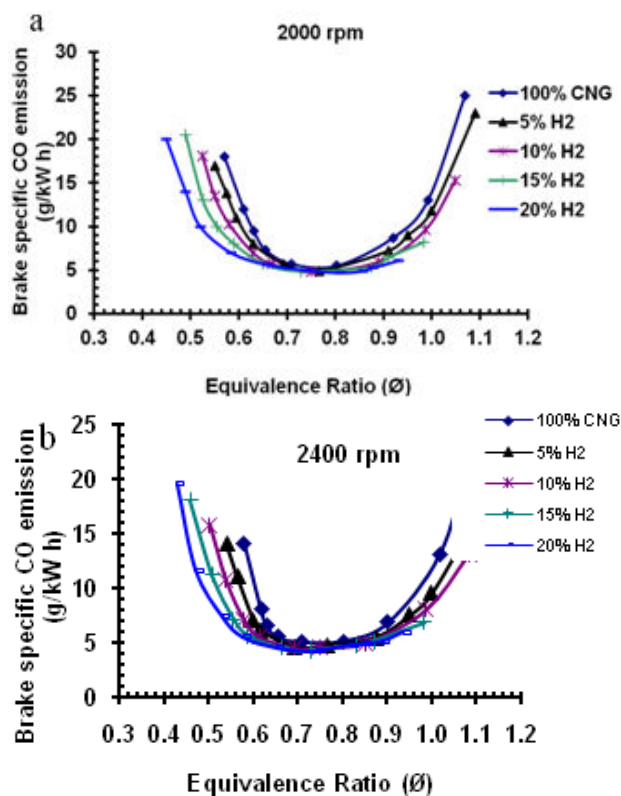 a
2000 rpm
Brake specific CO emission
(g/kW h)
30
25
20
15
10
5
0
0.3 0.4 0.5 0.6 0.7 0.8 0.9 1.0 1.1 1.2
Equivalence Ratio (Ø)
100% CNG
5% H2
10% H2
15% H2
20% H2
b
2400 rpm
Brake specific CO emission
(g/kW h)
25
20
15
10
5
0
0.3 0.4 0.5 0.6 0.7 0.8 0.9 1.0 1.1 1.2
Equivalence Ratio (Ø)
100% CNG
5% H2
10% H2
15% H2
20% H2